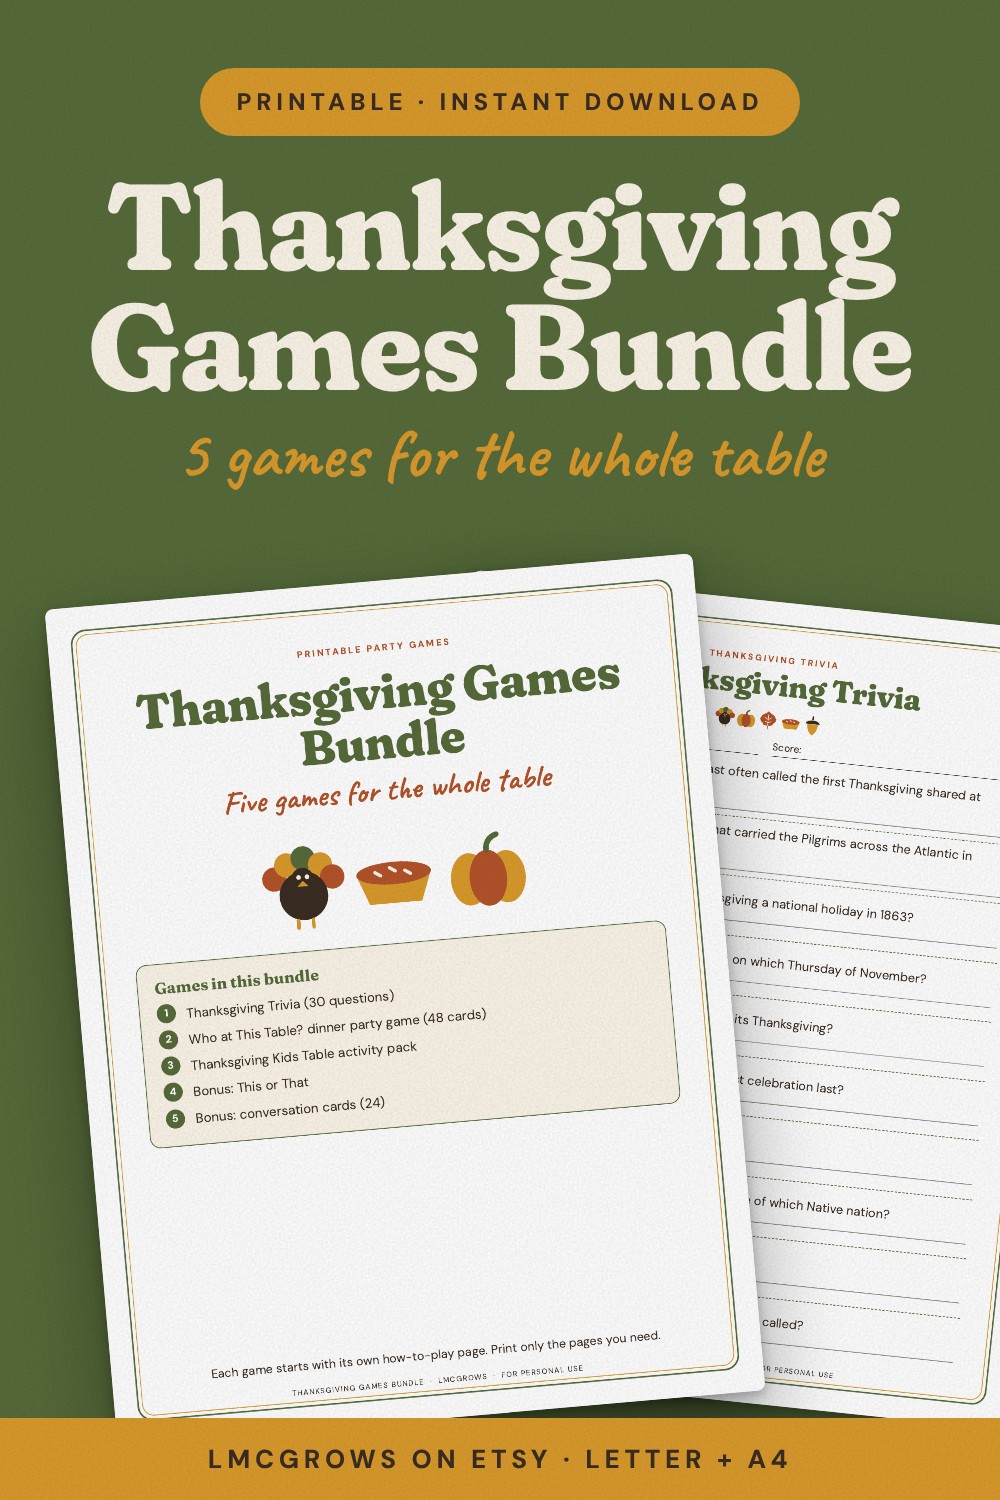 PRINTABLE · INSTANT DOWNLOAD
Thanksgiving
Games Bundle
5 games for the whole table
PRINTABLE PARTY GAMES
Thanksgiving Games
Bundle
Five games for the whole table
Games in this bundle
1 Thanksgiving Trivia (30 questions)
2 Who at This Table? dinner party game (48 cards)
3 Thanksgiving Kids Table activity pack
4 Bonus: This or That
5 Bonus: conversation cards (24)
Each game starts with its own how-to-play page. Print only the pages you need.
THANKSGIVING GAMES BUNDLE · LMCGROWS · FOR PERSONAL USE
THANKSGIVING TRIVIA
Trivia
Score:
often called the first Thanksgiving shared at
carried the Pilgrims across the Atlantic in
a national holiday in 1863?
on which Thursday of November?
its Thanksgiving?
celebration last?
of which Native nation?
called?
PERSONAL USE
LMCGROWS ON ETSY · LETTER + A4